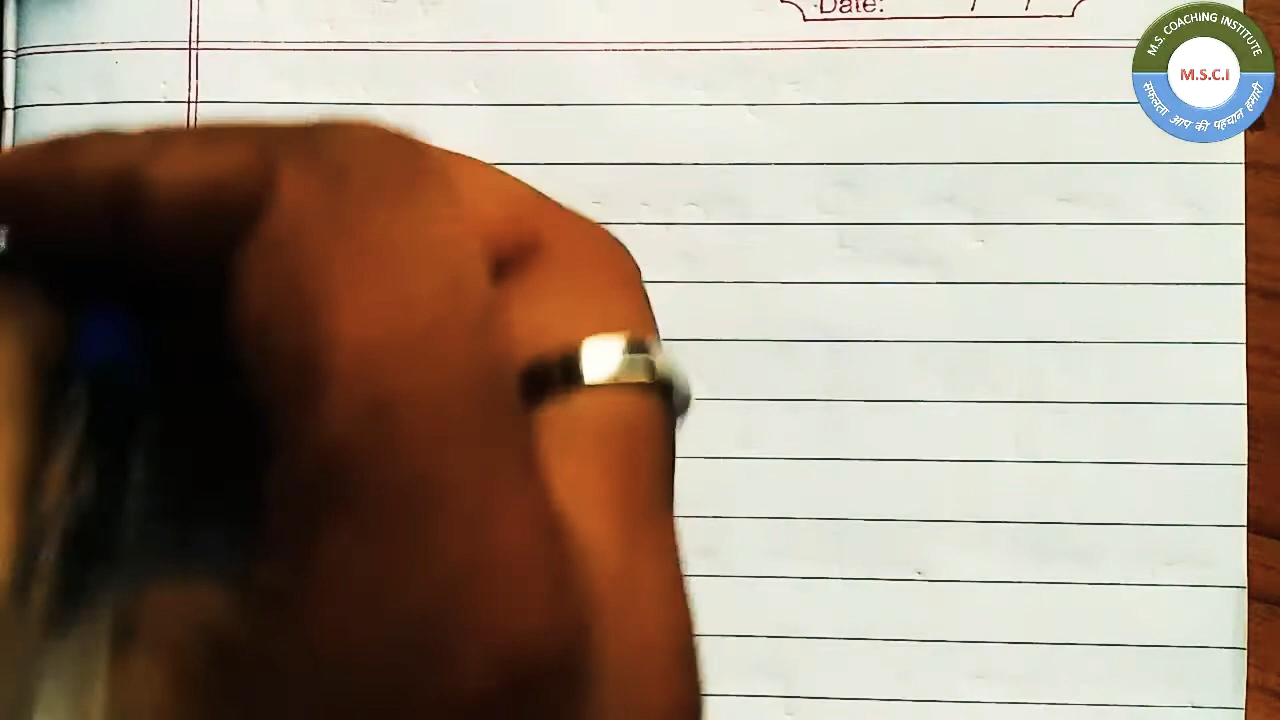 Date: / /
M.S. COACHING INSTITUTE
M.S.C.I
सफलता आप की पहचान हमारी